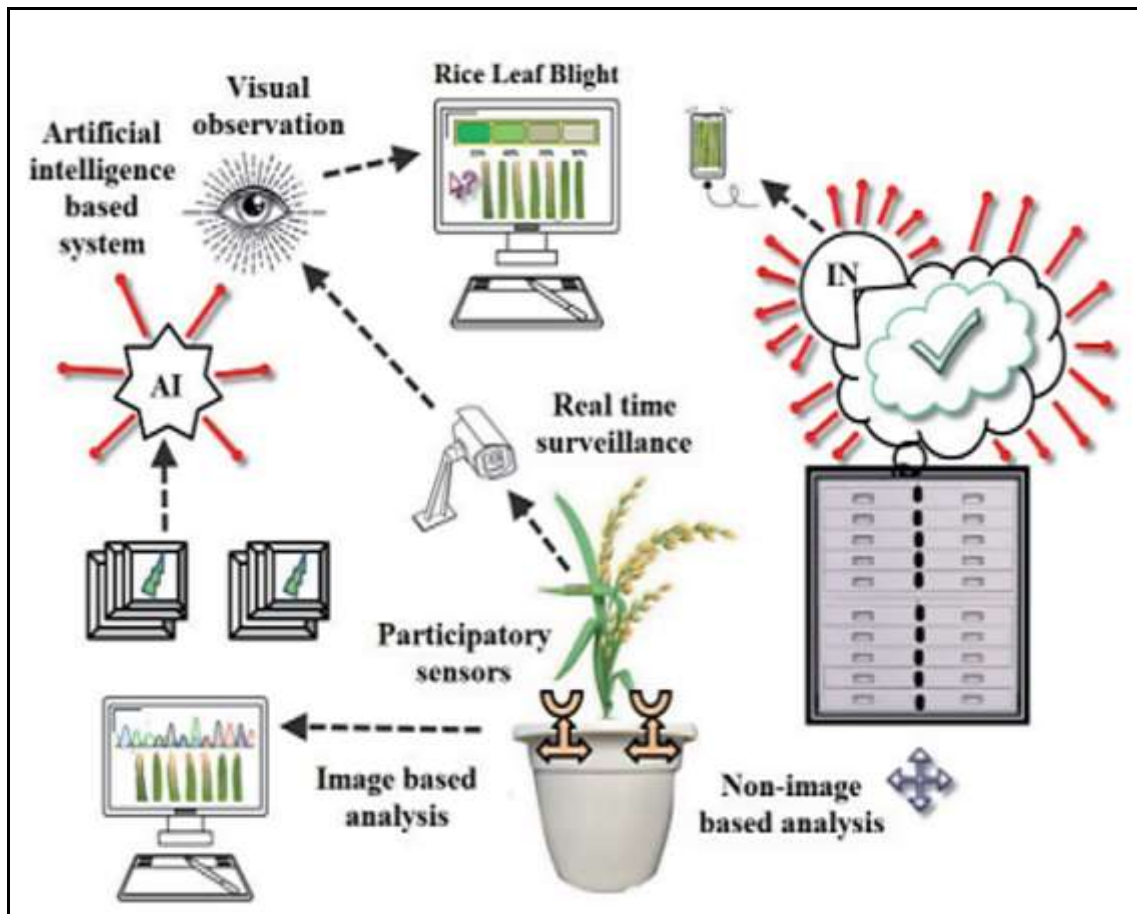 Rice Leaf Blight
Visual
observation
Artificial
intelligence
based
system
IN
AI
Real time
surveillance
Participatory
sensors
Image based
analysis
Non-image
based analysis